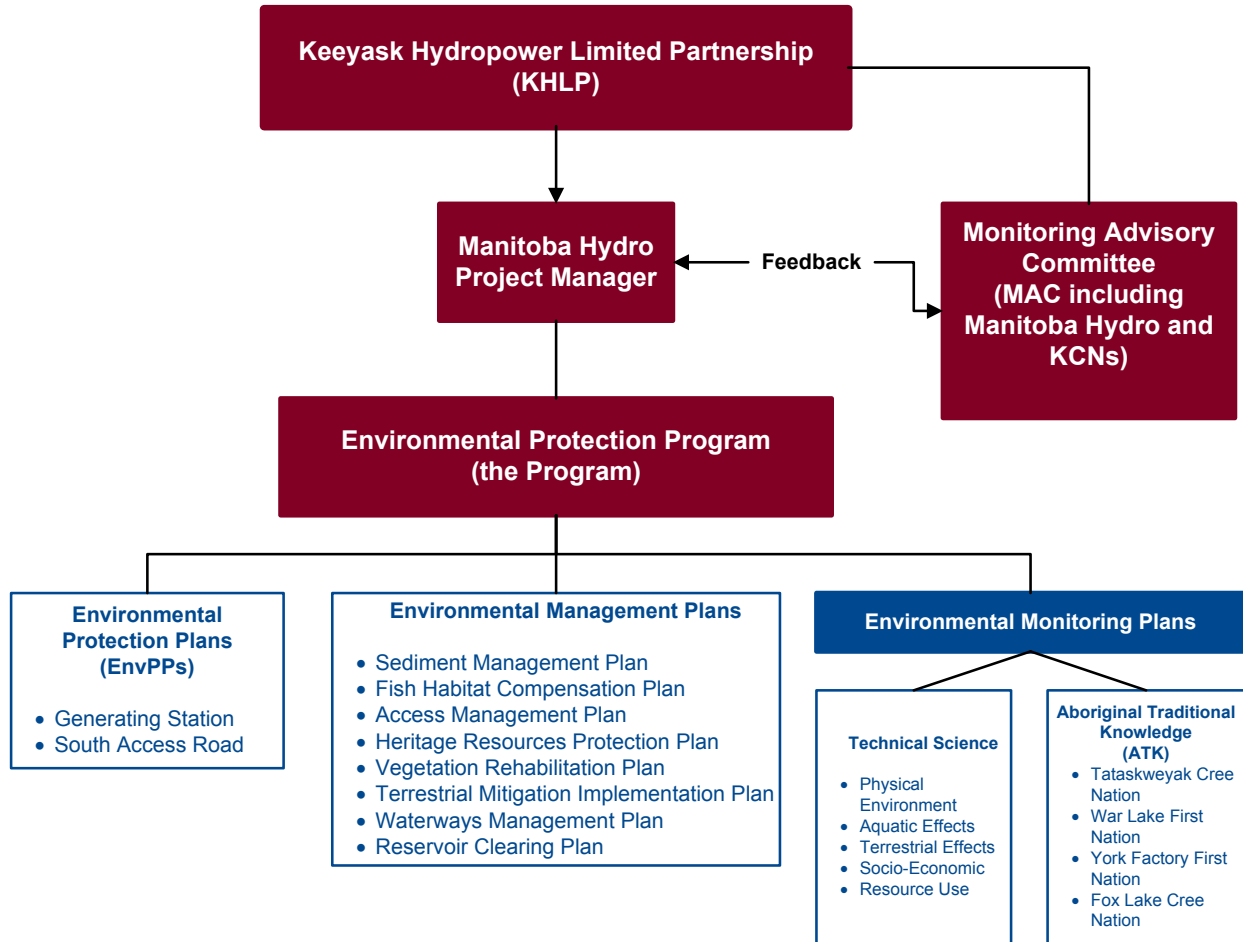 Keeyask Hydropower Limited Partnership
(KHLP)
Manitoba Hydro
Project Manager
Feedback
Monitoring Advisory
Committee
(MAC including
Manitoba Hydro and
KCNs)
Environmental Protection Program
(the Program)
Environmental
Protection Plans
(EnvPPs)
• Generating Station
• South Access Road
Environmental Management Plans
• Sediment Management Plan
• Fish Habitat Compensation Plan
• Access Management Plan
• Heritage Resources Protection Plan
• Vegetation Rehabilitation Plan
• Terrestrial Mitigation Implementation Plan
• Waterways Management Plan
• Reservoir Clearing Plan
Environmental Monitoring Plans
Technical Science
• Physical
Environment
• Aquatic Effects
• Terrestrial Effects
• Socio-Economic
• Resource Use
Aboriginal Traditional
Knowledge
(ATK)
• Tataskweyak Cree
Nation
• War Lake First
Nation
• York Factory First
Nation
• Fox Lake Cree
Nation